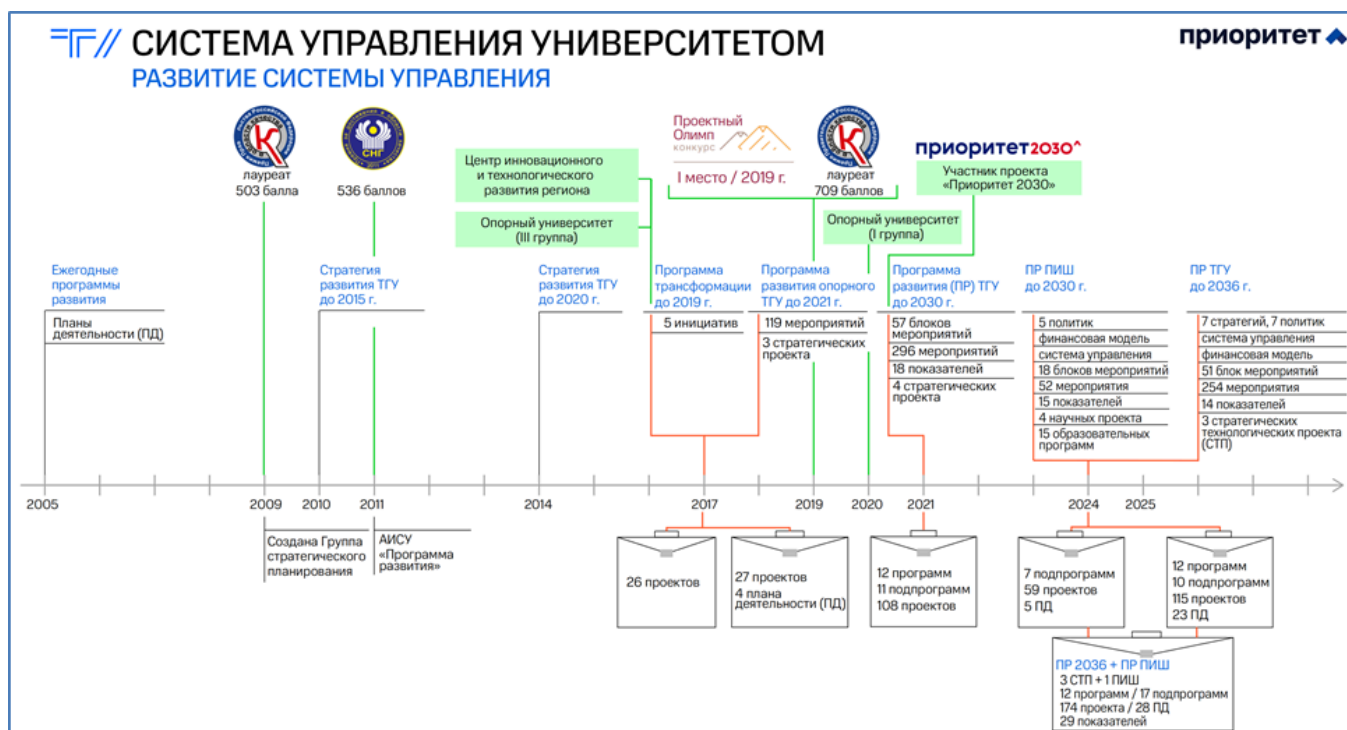 ТГУ СИСТЕМА УПРАВЛЕНИЯ УНИВЕРСИТЕТОМ
приоритет
РАЗВИТИЕ СИСТЕМЫ УПРАВЛЕНИЯ
лауреат
503 балла
СНГ
536 баллов
Центр инновационного
и технологического
развития региона
Опорный университет
(III группа)
Проектный
Олимп
конкурс
I место / 2019 г.
лауреат
709 баллов
Опорный университет
(I группа)
приоритет2030^
Участник проекта
«Приоритет 2030»
Ежегодные
программы
развития
Планы
деятельности (ПД)
Стратегия
развития ТГУ
до 2015 г.
Стратегия
развития ТГУ
до 2020 г.
Программа
трансформации
до 2019 г.
5 инициатив
Программа
развития опорного
ТГУ до 2021 г.
119 мероприятий
3 стратегических
проекта
Программа
развития (ПР) ТГУ
до 2030 г.
57 блоков
мероприятий
296 мероприятий
18 показателей
4 стратегических
проекта
ПР ПИШ
до 2030 г.
5 политик
финансовая модель
система управления
18 блоков мероприятий
52 мероприятия
15 показателей
4 научных проекта
15 образовательных
программ
ПР ТГУ
до 2036 г.
7 стратегий, 7 политик
система управления
финансовая модель
51 блок мероприятий
254 мероприятия
14 показателей
3 стратегических
технологических проекта
(СТП)
2005
2009
2010
2011
2014
2017
2019
2020
2021
2024
2025
Создана Группа
стратегического
планирования
АИСУ
«Программа
развития»
26 проектов
27 проектов
4 плана
деятельности (ПД)
12 программ
11 подпрограмм
108 проектов
7 подпрограмм
59 проектов
5 ПД
12 программ
10 подпрограмм
115 проектов
23 ПД
ПР 2036 + ПР ПИШ
3 СТП + 1 ПИШ
12 программ / 17 подпрограмм
174 проекта / 28 ПД
29 показателей